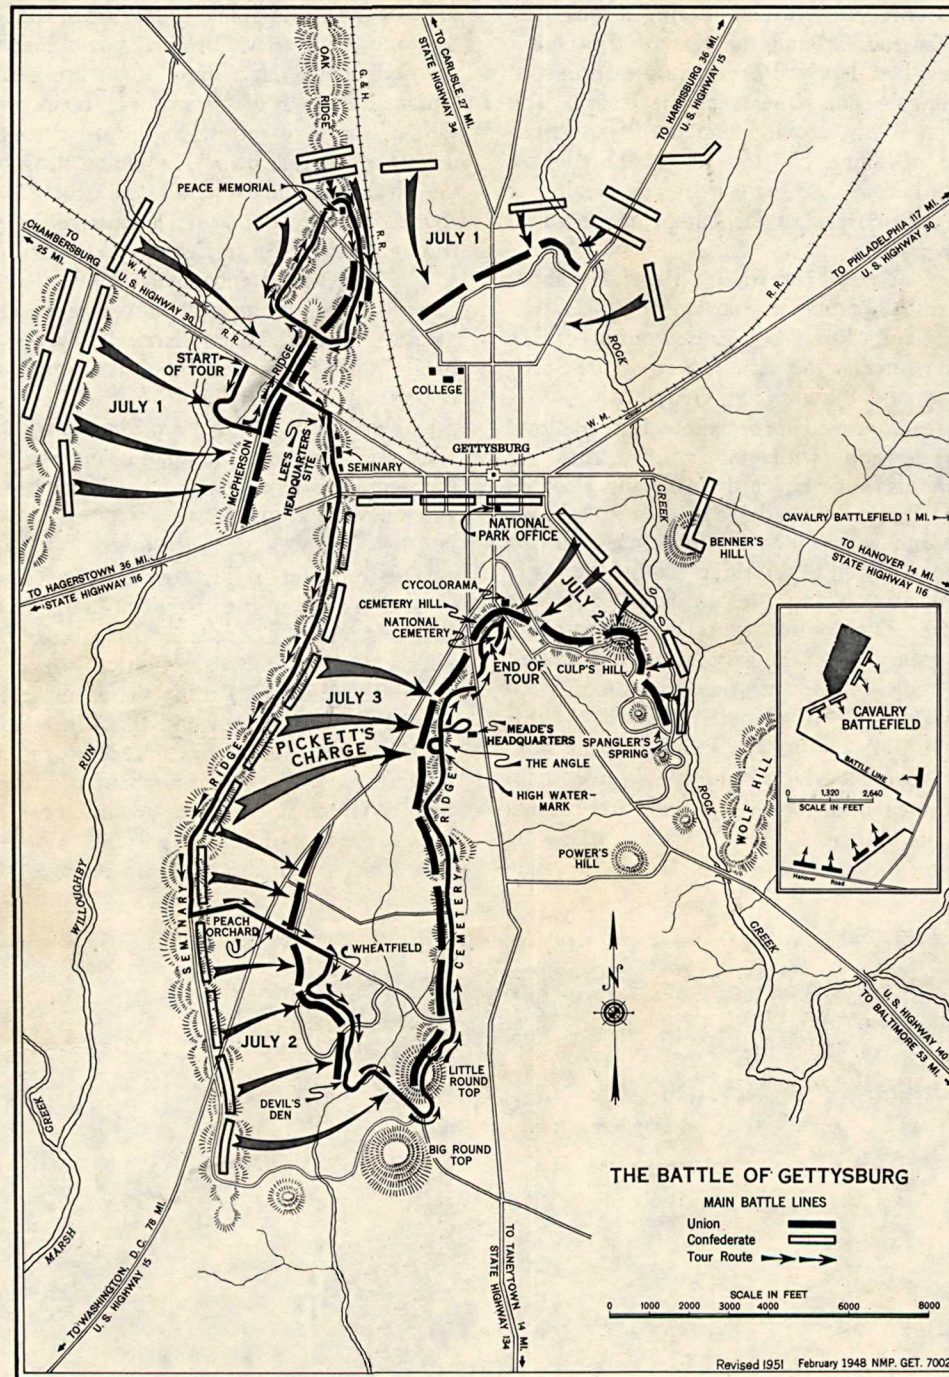 OAK
RIDGE
G. & H.
R. R.
TO CARLISLE 27 MI.
STATE HIGHWAY 34
TO HARRISBURG 36 MI.
U. S. HIGHWAY 15
PEACE MEMORIAL
JULY 1
TO PHILADELPHIA 117 MI.
U. S. HIGHWAY 30
R. R.
W. M.
TO
CHAMBERSBURG
25 MI.
U. S. HIGHWAY 30
W. M.
R. R.
START
OF TOUR
JULY 1
MCPHERSON
RIDGE
LEE'S
HEADQUARTERS
SITE
COLLEGE
ROCK
CREEK
GETTYSBURG
SEMINARY
NATIONAL
PARK OFFICE
BENNER'S
HILL
CAVALRY BATTLEFIELD 1 MI.
TO HANOVER 14 MI.
STATE HIGHWAY 116
TO HAGERSTOWN 36 MI.
STATE HIGHWAY 116
CYCOLORAMA
CEMETERY HILL
NATIONAL
CEMETERY
JULY 2
END OF
TOUR
CULP'S HILL
JULY 3
PICKETT'S
CHARGE
MEADE'S
HEADQUARTERS
SPANGLER'S
SPRING
THE ANGLE
HIGH WATER-
MARK
CAVALRY
BATTLEFIELD
BATTLE LINE
0 1,320 2,640
SCALE IN FEET
Hanover Road
WOLF HILL
ROCK
CREEK
POWER'S
HILL
SEMINARY
RIDGE
CEMETERY
RIDGE
WILLOUGHBY
RUN
PEACH
ORCHARD
WHEATFIELD
N
JULY 2
DEVIL'S
DEN
LITTLE
ROUND
TOP
BIG ROUND
TOP
U. S. HIGHWAY 140
TO BALTIMORE 53 MI.
MARSH
CREEK
TO WASHINGTON, D. C. 78 MI.
U. S. HIGHWAY 15
TO TANEYTOWN 14 MI.
STATE HIGHWAY 134
THE BATTLE OF GETTYSBURG
MAIN BATTLE LINES
Union
Confederate
Tour Route
SCALE IN FEET
0 1000 2000 3000 4000 6000 8000
Revised 1951 February 1948 NMP. GET. 7002